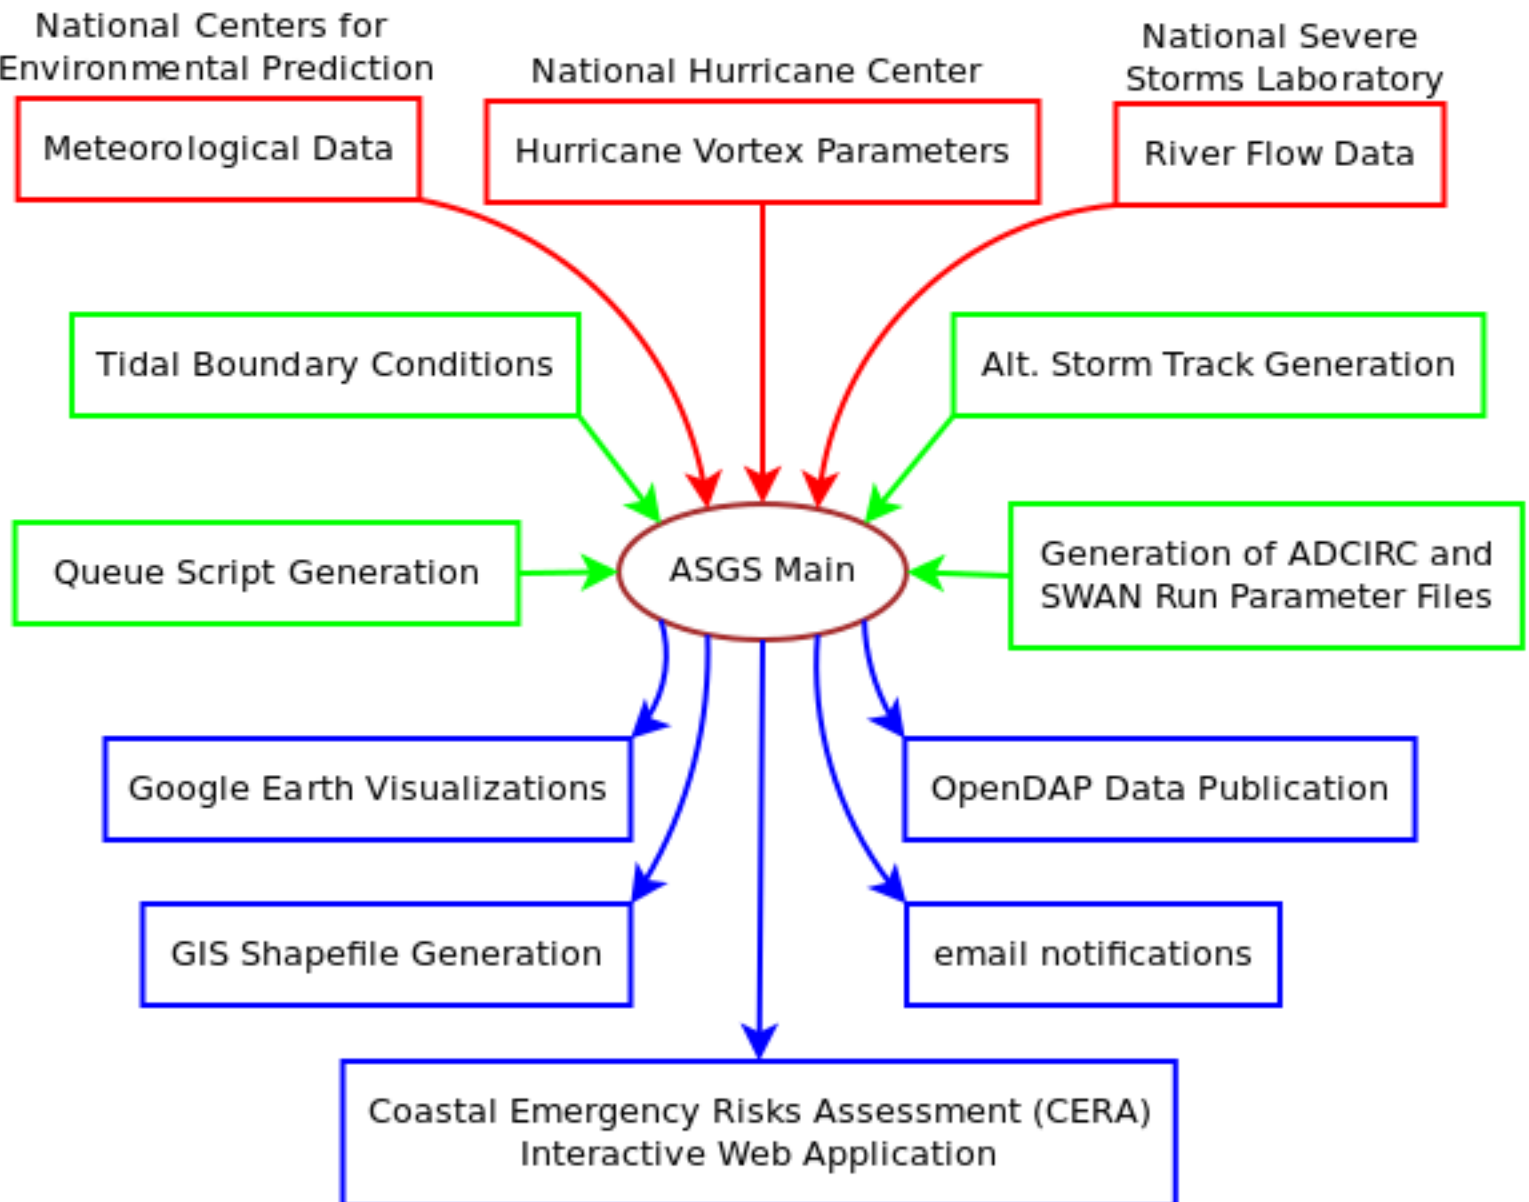 National Centers for
Environmental Prediction
National Hurricane Center
National Severe
Storms Laboratory
Meteorological Data
Hurricane Vortex Parameters
River Flow Data
Tidal Boundary Conditions
Alt. Storm Track Generation
Queue Script Generation
ASGS Main
Generation of ADCIRC and
SWAN Run Parameter Files
Google Earth Visualizations
OpenDAP Data Publication
GIS Shapefile Generation
email notifications
Coastal Emergency Risks Assessment (CERA)
Interactive Web Application